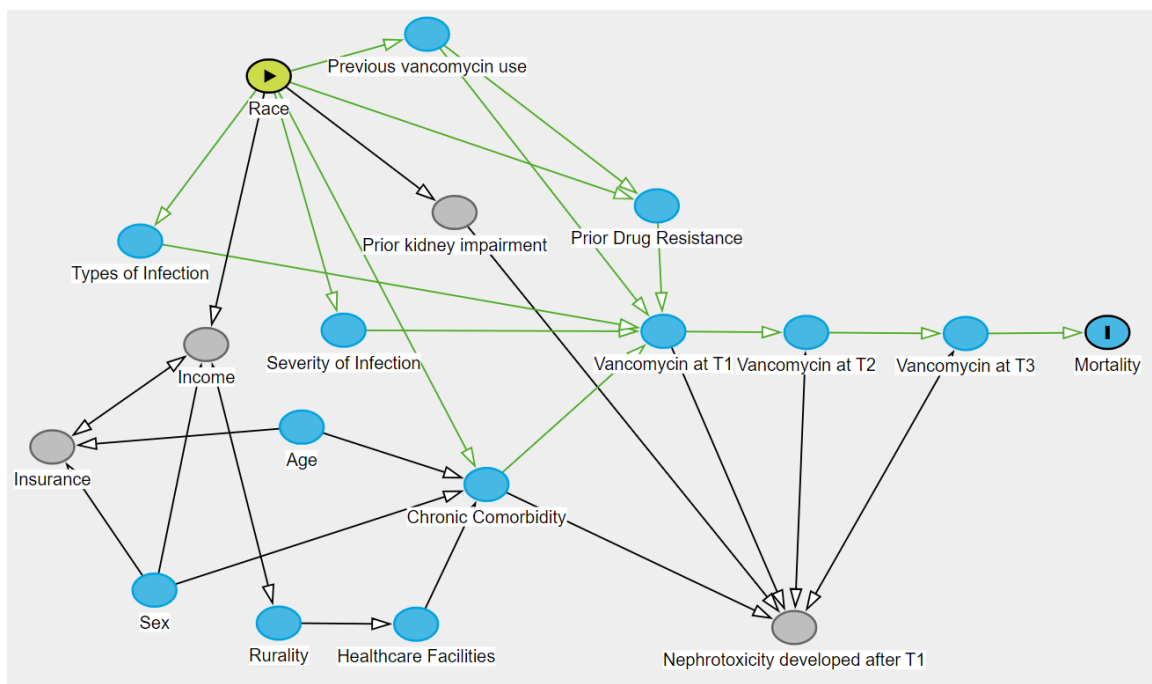 Previous vancomycin use
Race
Prior Drug Resistance
Prior kidney impairment
Types of Infection
Severity of Infection
Vancomycin at T1
Vancomycin at T2
Vancomycin at T3
Mortality
Income
Age
Insurance
Chronic Comorbidity
Sex
Rurality
Healthcare Facilities
Nephrotoxicity developed after T1